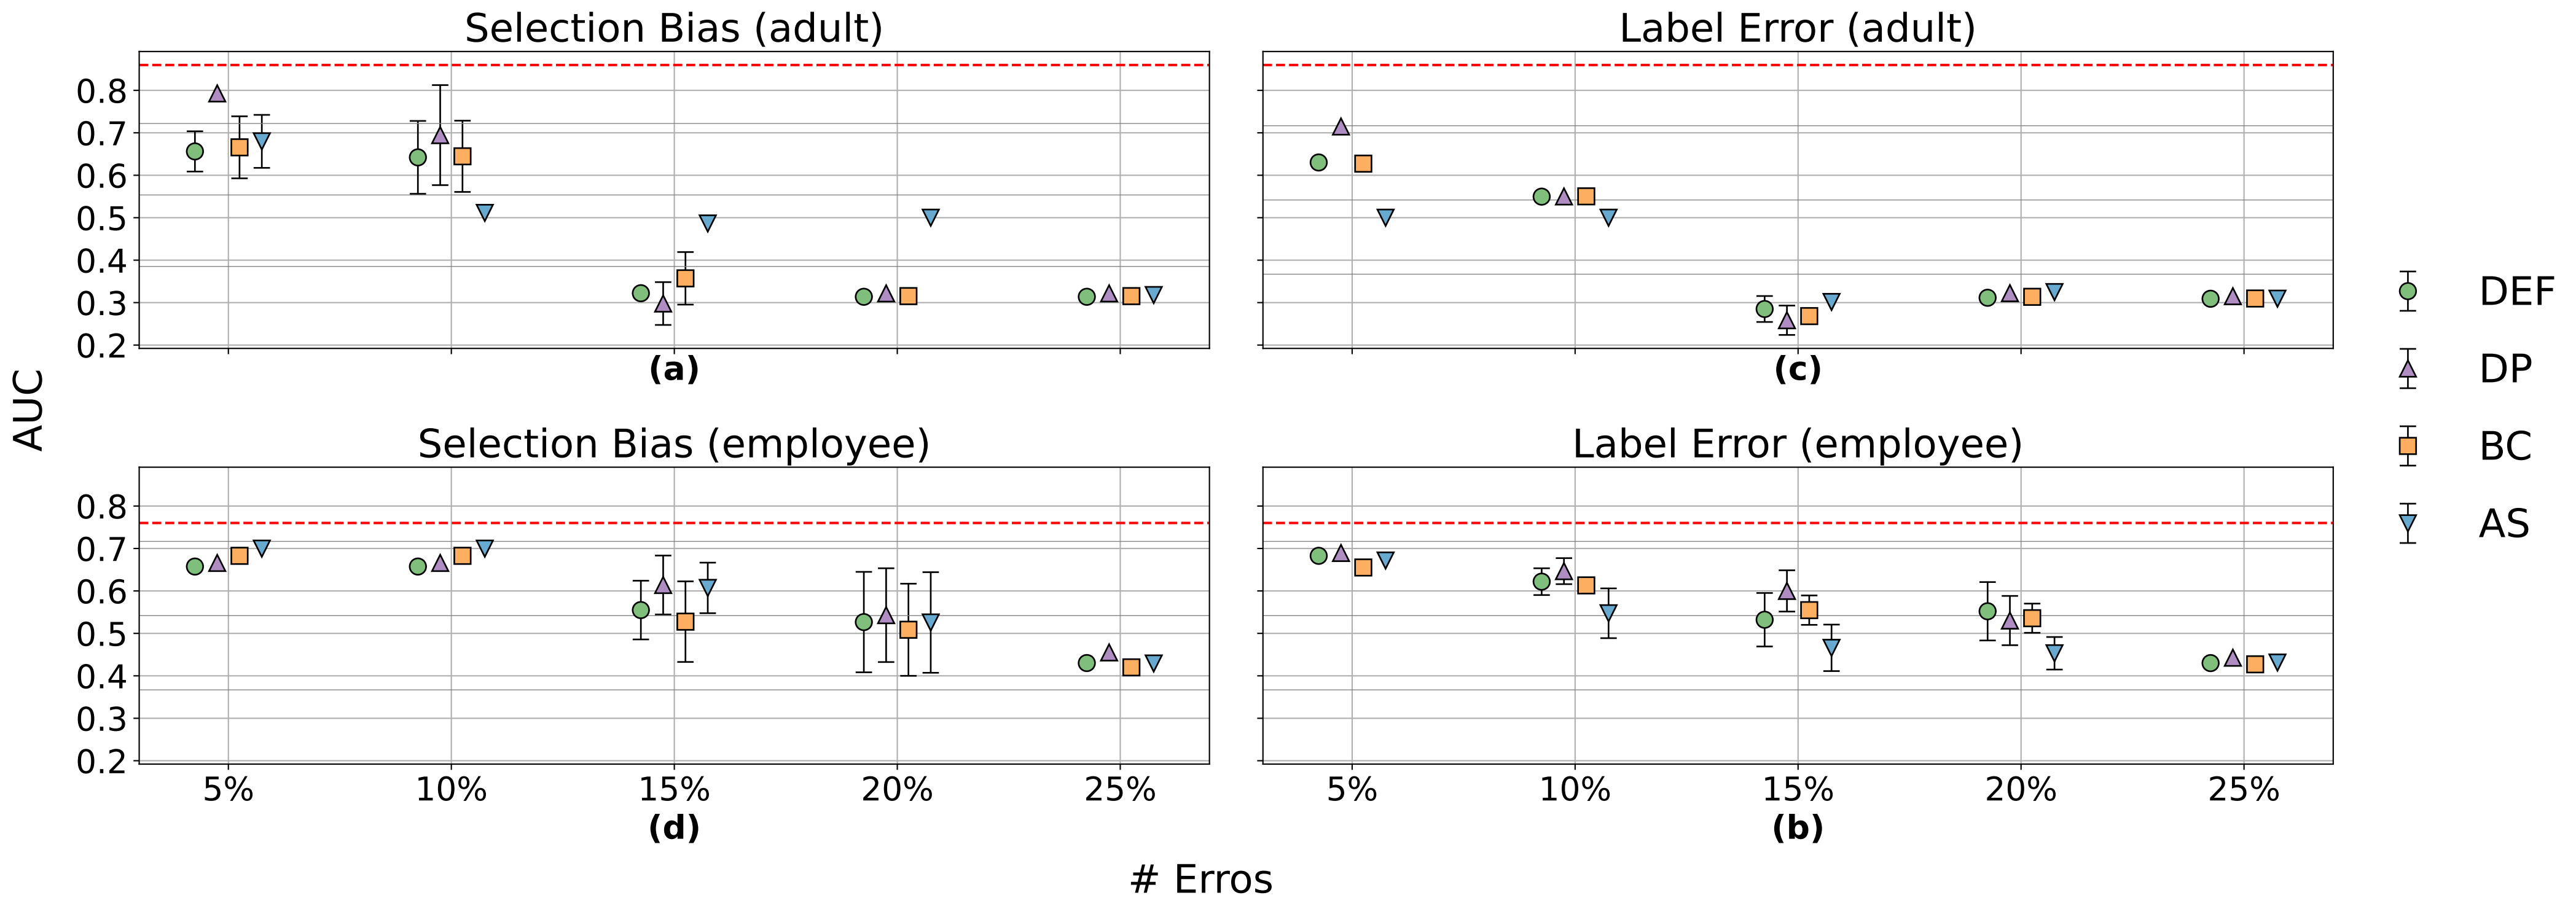 Selection Bias (adult)
Label Error (adult)
0.8
0.7
0.6
0.5
0.4
0.3
0.2
(a)
(c)
AUC
Selection Bias (employee)
Label Error (employee)
0.8
0.7
0.6
0.5
0.4
0.3
0.2
5% 10% 15% 20% 25%
5% 10% 15% 20% 25%
(d)
(b)
# Erros
DEF
DP
BC
AS